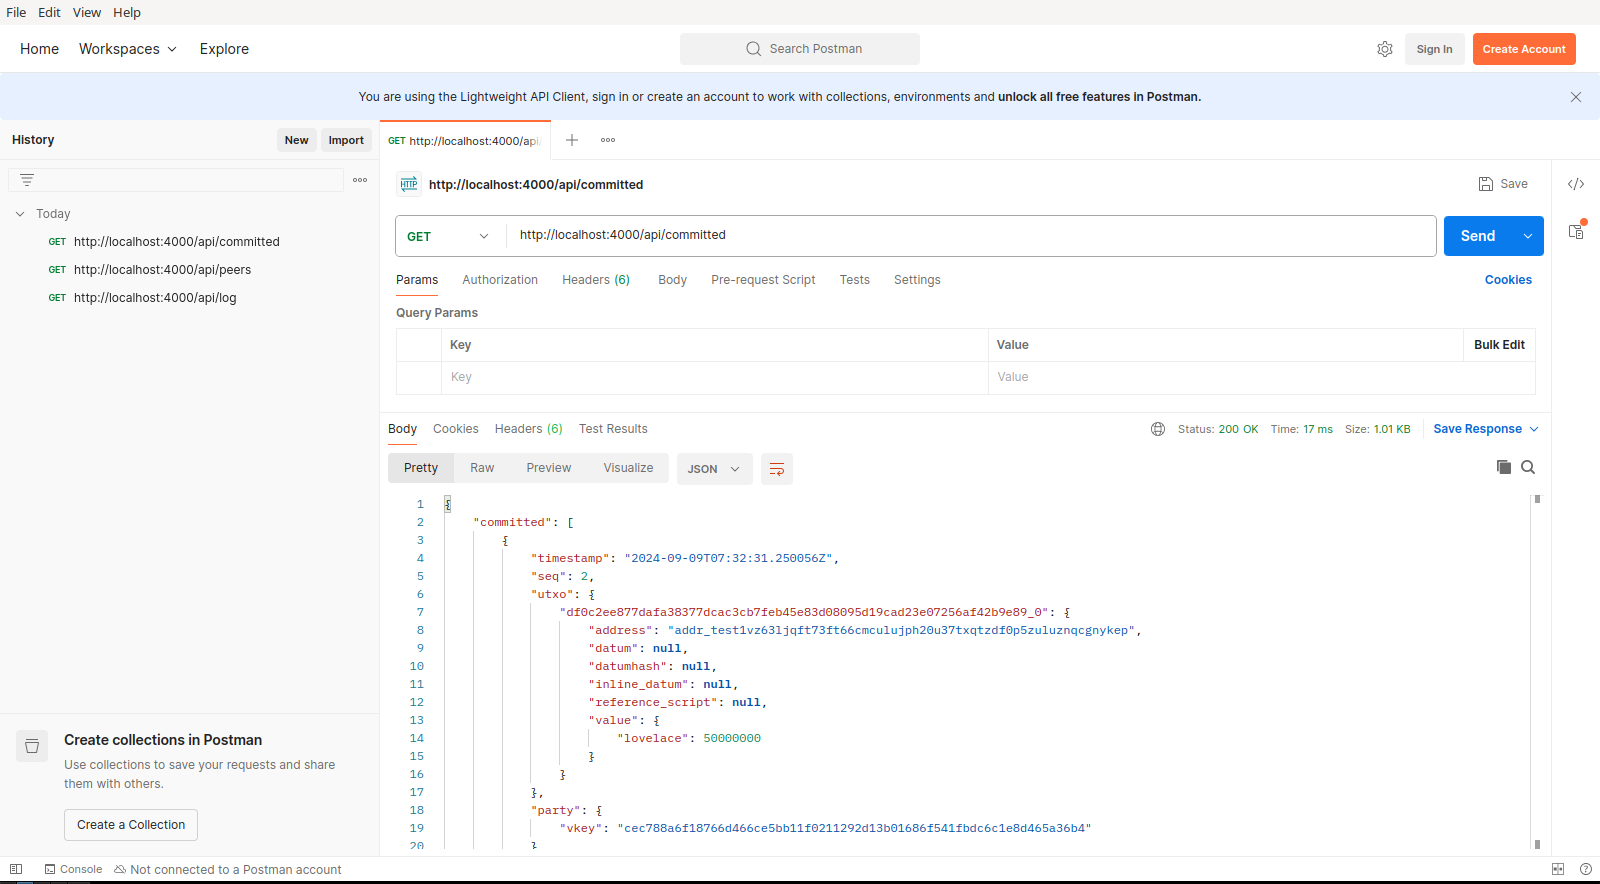 File Edit View Help
Home Workspaces Explore Search Postman Sign In Create Account
You are using the Lightweight API Client, sign in or create an account to work with collections, environments and unlock all free features in Postman.
History New Import
GET http://localhost:4000/api
HTTP http://localhost:4000/api/committed Save
Today
GET http://localhost:4000/api/committed
GET http://localhost:4000/api/peers
GET http://localhost:4000/api/log
GET http://localhost:4000/api/committed Send
Params Authorization Headers (6) Body Pre-request Script Tests Settings Cookies
Query Params
Key Value Bulk Edit
Key Value
Body Cookies Headers (6) Test Results Status: 200 OK Time: 17 ms Size: 1.01 KB Save Response
Pretty Raw Preview Visualize JSON
1 {
2 "committed": [
3 {
4 "timestamp": "2024-09-09T07:32:31.250056Z",
5 "seq": 2,
6 "utxo": {
7 "df0c2ee877dafa38377dcac3cb7feb45e83d08095d19cad23e07256af42b9e89_0": {
8 "address": "addr_test1vz63ljqft73ft66cmculujph20u37txqtzdf0p5zuluznqcgnykep",
9 "datum": null,
10 "datumhash": null,
11 "inline_datum": null,
12 "reference_script": null,
13 "value": {
14 "lovelace": 50000000
15 }
16 }
17 },
18 "party": {
19 "vkey": "cec788a6f18766d466ce5bb11f0211292d13b01686f541fbdc6c1e8d465a36b4"
20 }
Create collections in Postman
Use collections to save your requests and share
them with others.
Create a Collection
Console Not connected to a Postman account